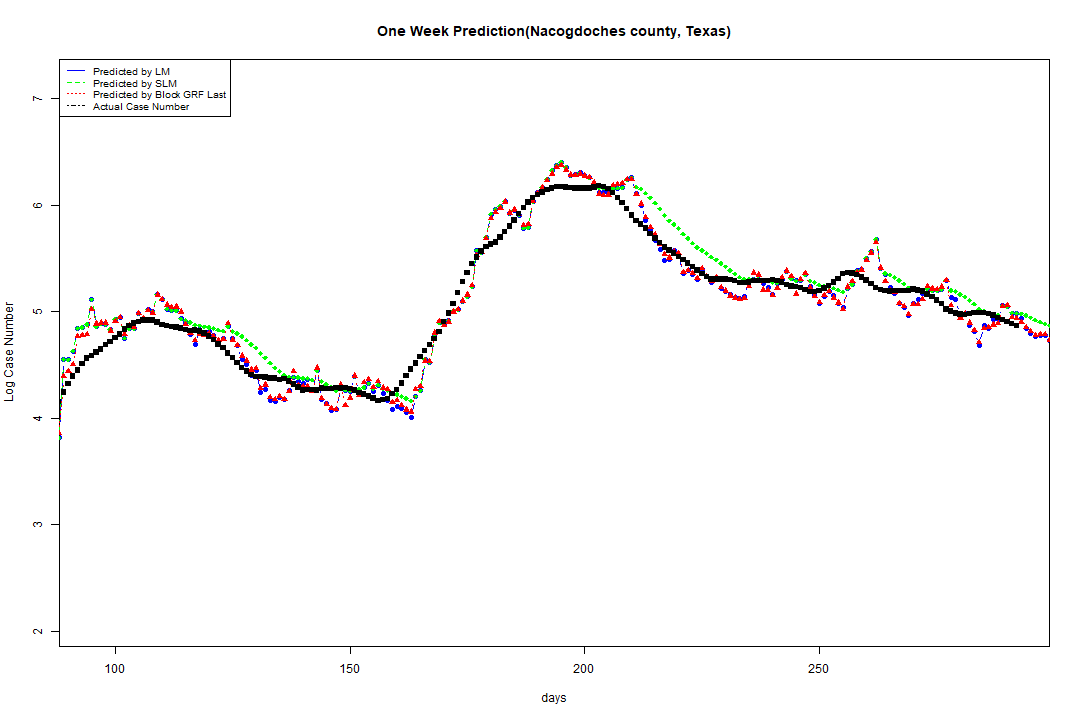 One Week Prediction(Nacogdoches county, Texas)
Predicted by LM
Predicted by SLM
Predicted by Block GRF Last
Actual Case Number
7
6
5
4
3
2
Log Case Number
100 150 200 250
days